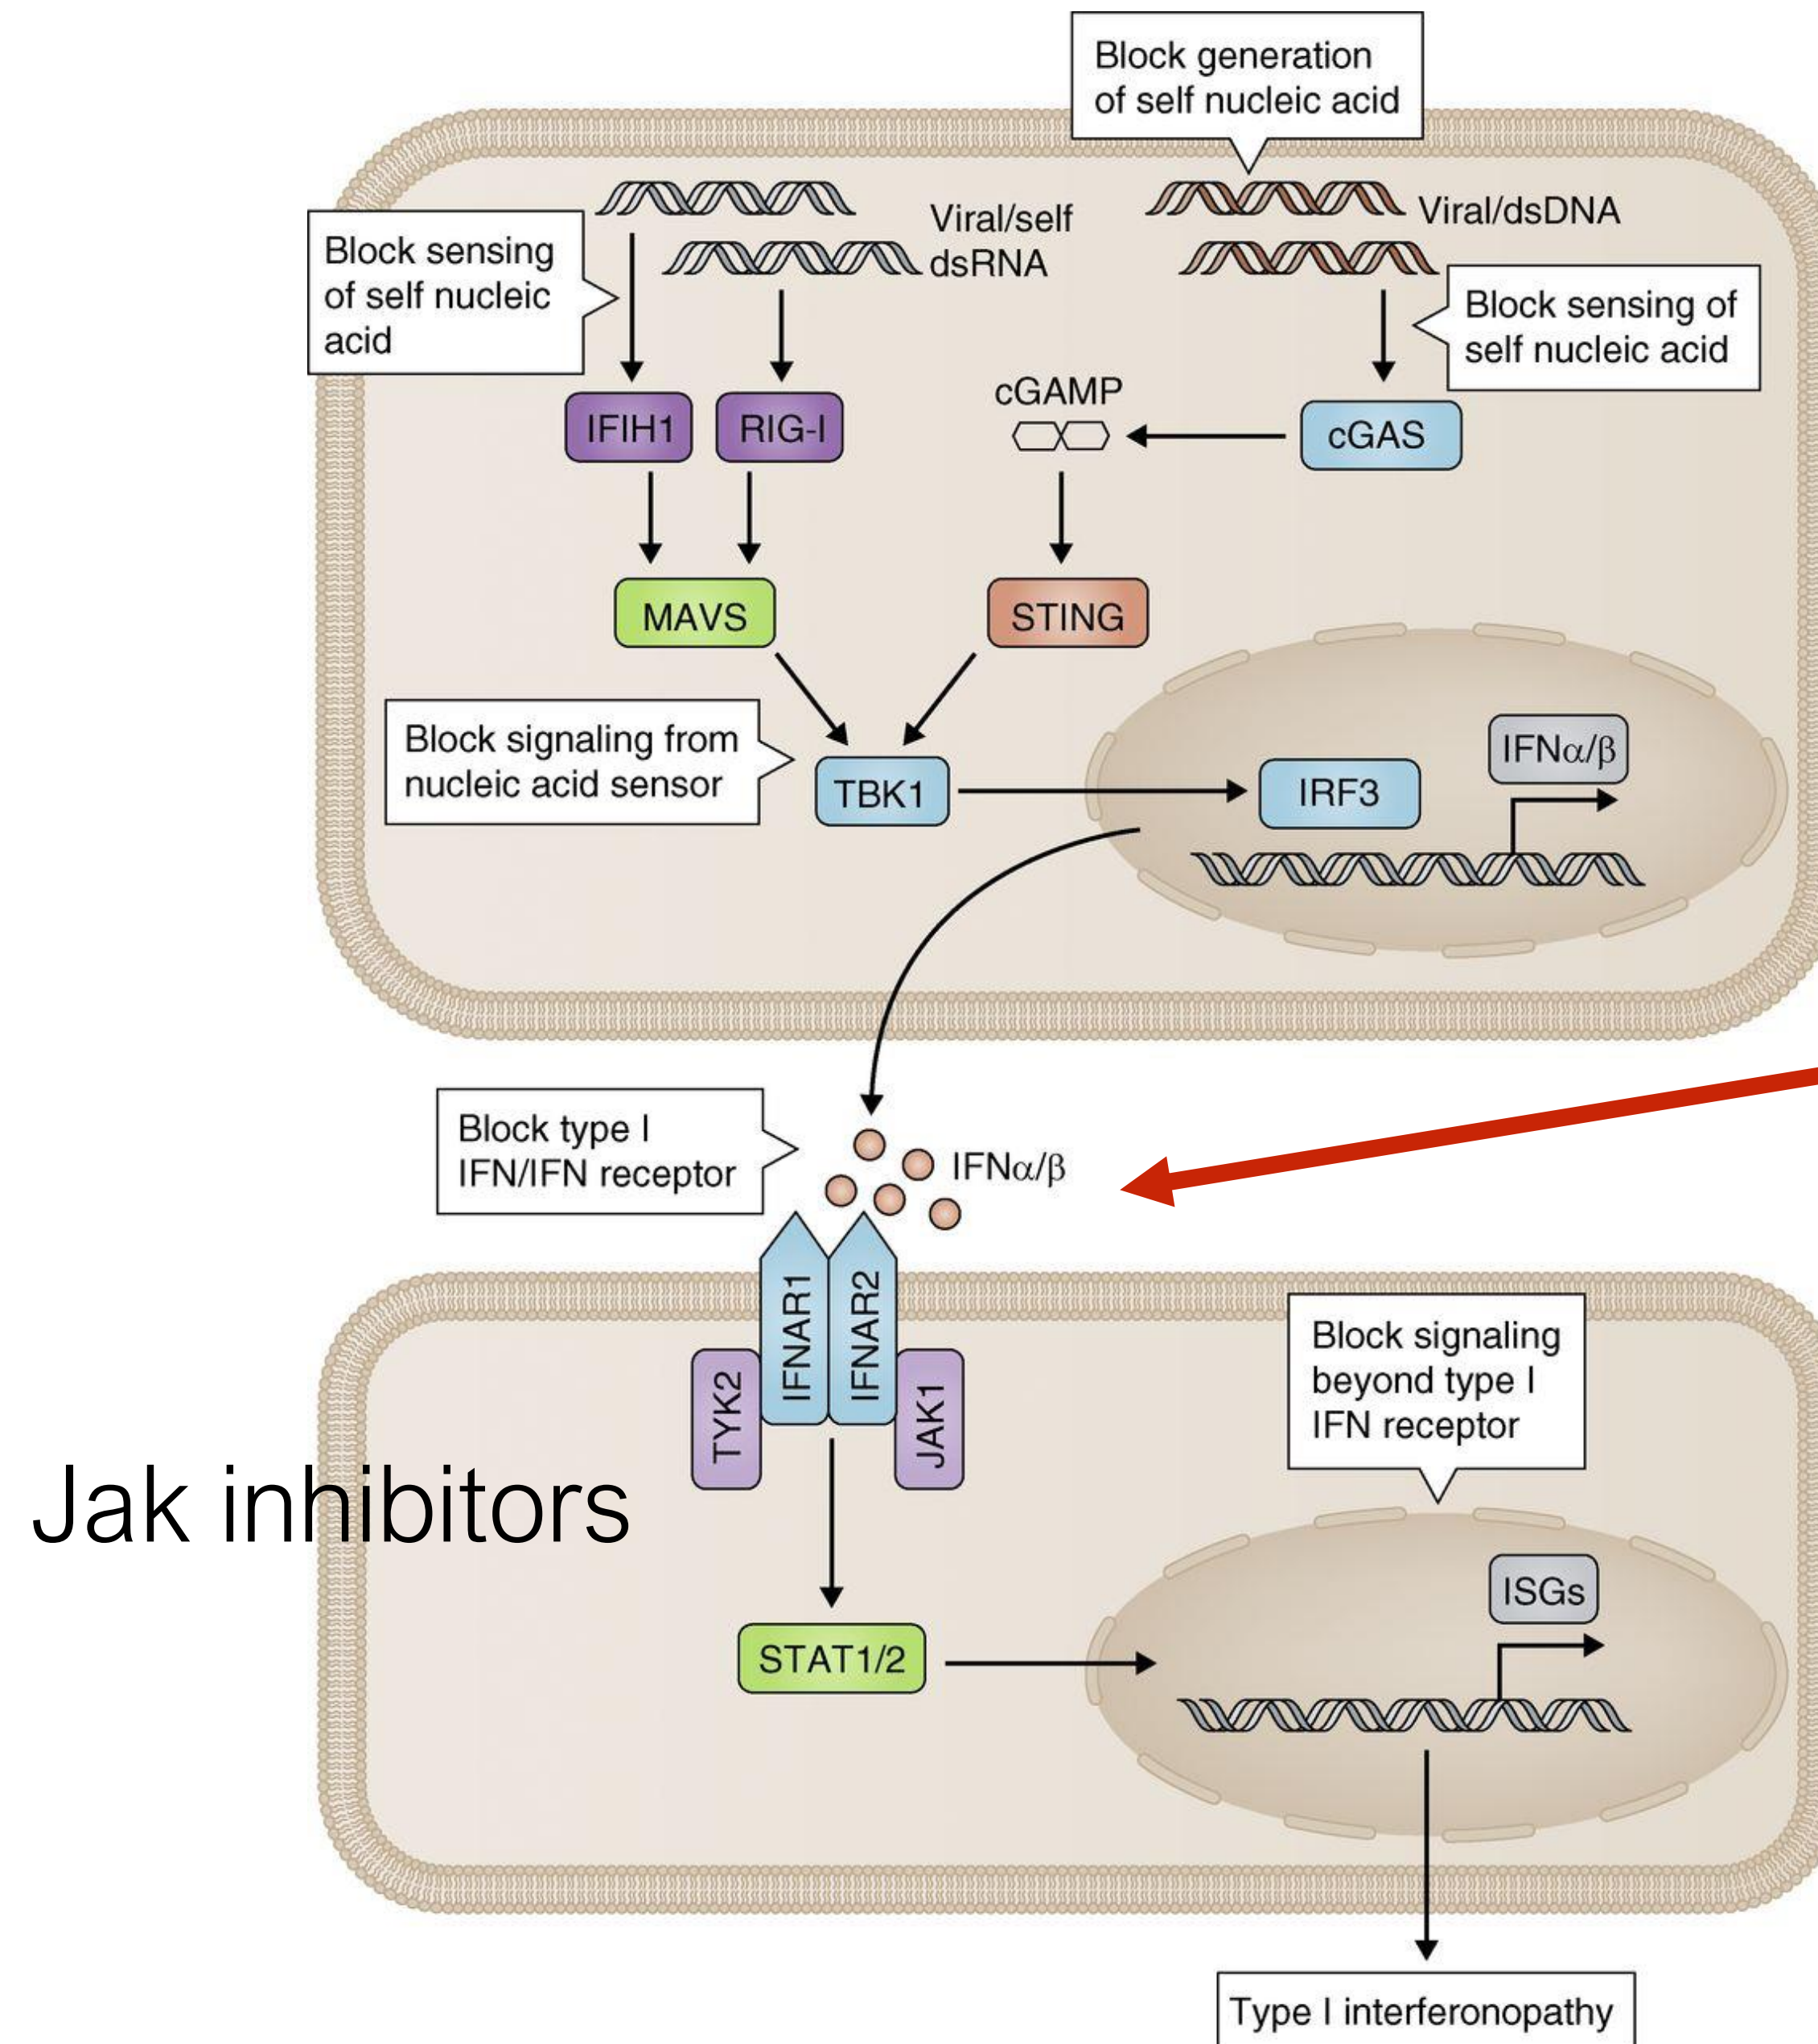 Block generation
of self nucleic acid
Viral/self
dsRNA
Viral/dsDNA
Block sensing
of self nucleic
acid
Block sensing of
self nucleic acid
cGAMP
IFIH1
RIG-I
cGAS
MAVS
STING
Block signaling from
nucleic acid sensor
TBK1
IRF3
IFNα/β
Block type I
IFN/IFN receptor
IFNα/β
IFNAR1
IFNAR2
TYK2
JAK1
Block signaling
beyond type I
IFN receptor
Jak inhibitors
ISGs
STAT1/2
Type I interferonopathy